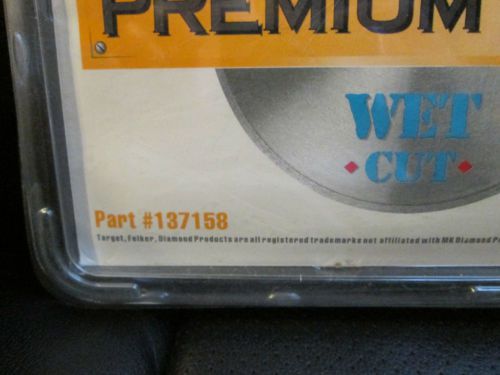 PREMIUM
WET
CUT
Part #137158
Target, Felker, Diamond Products are all registered trademarks not affiliated with MK Diamond